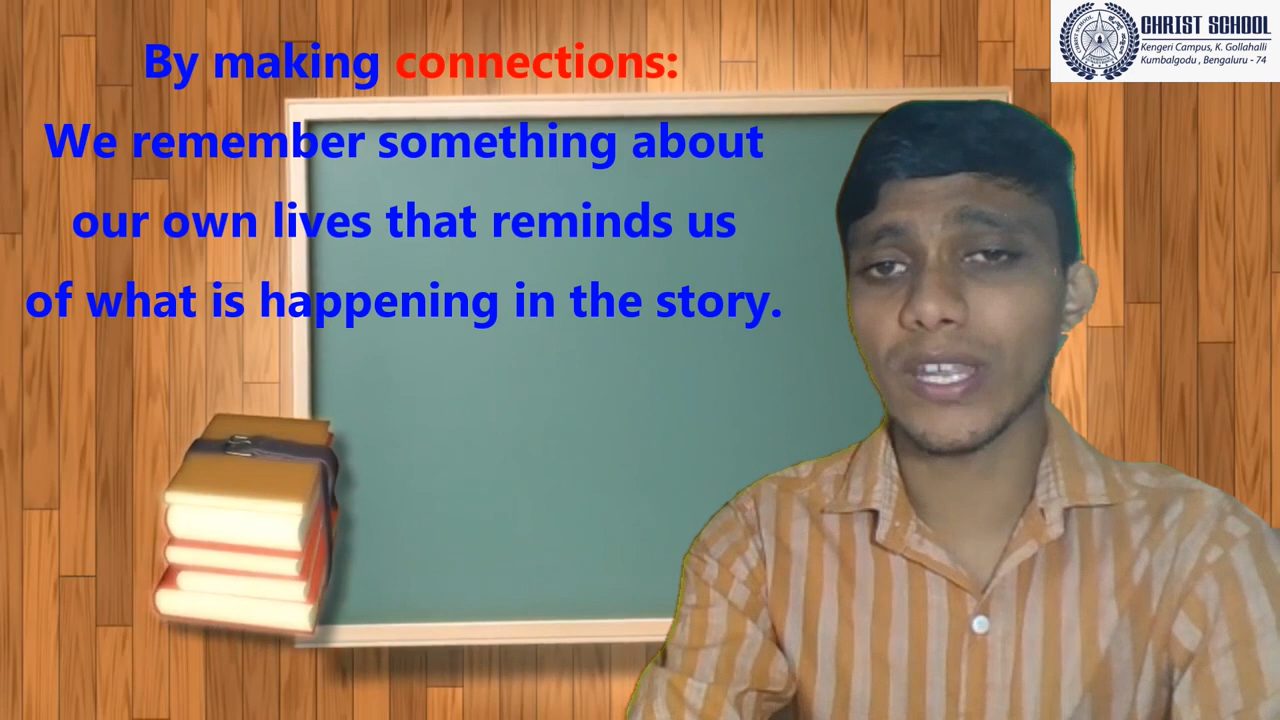 By making connections:
We remember something about
our own lives that reminds us
of what is happening in the story.
CHRIST SCHOOL
Kengeri Campus, K. Gollahalli
Kumbalgodu , Bengaluru - 74